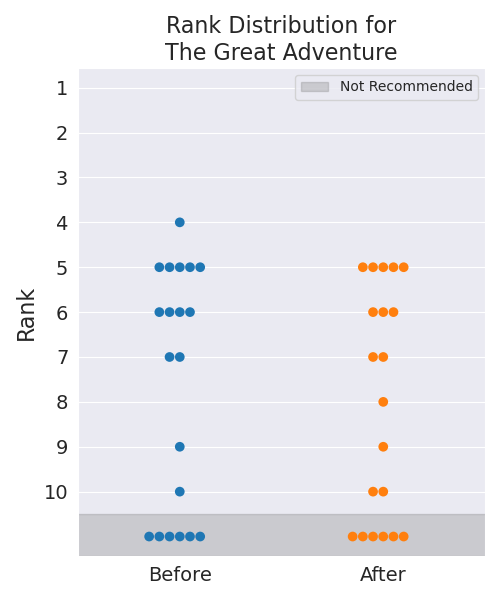 Rank Distribution for
The Great Adventure
Not Recommended
1
2
3
4
5
6
7
8
9
10
Rank
Before After